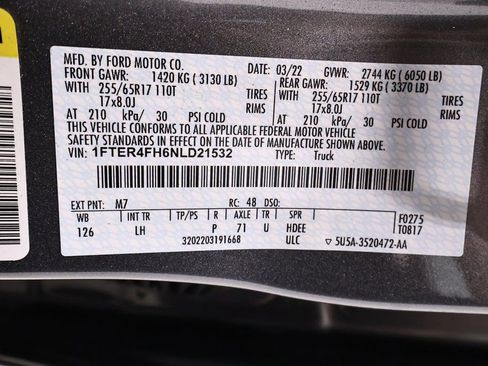 MFD. BY FORD MOTOR CO.
DATE: 03/22 GVWR: 2744 KG ( 6050 LB)
FRONT GAWR: 1420 KG ( 3130 LB) REAR GAWR: 1529 KG ( 3370 LB)
WITH 255/65R17 110T TIRES WITH 255/65R17 110T TIRES
17x8.0J RIMS 17x8.0J RIMS
AT 210 kPa/ 30 PSI COLD AT 210 kPa/ 30 PSI COLD
THIS VEHICLE CONFORMS TO ALL APPLICABLE FEDERAL MOTOR VEHICLE
SAFETY STANDARDS IN EFFECT ON THE DATE OF MANUFACTURE SHOWN ABOVE.
VIN: 1FTER4FH6NLD21532 TYPE: Truck
EXT PNT: M7 RC: 48 DSO:
WB INT TR TP/PS R AXLE TR SPR F0275
126 LH P 71 U HDEE T0817
3202203191668 ULC 5U5A-3520472-AA